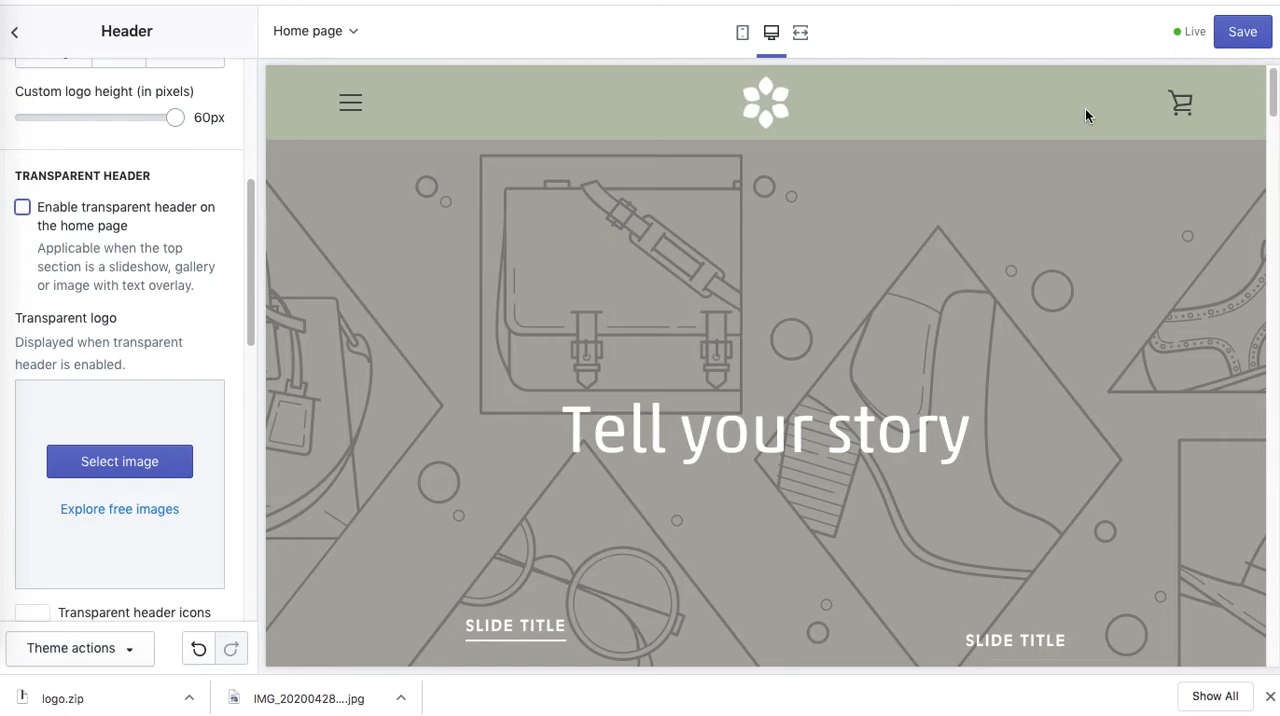 Header
Home page
Live
Save
Custom logo height (in pixels)
60px
TRANSPARENT HEADER
Enable transparent header on
the home page
Applicable when the top
section is a slideshow, gallery
or image with text overlay.
Transparent logo
Displayed when transparent
header is enabled.
Select image
Explore free images
Transparent header icons
Theme actions
Tell your story
SLIDE TITLE
SLIDE TITLE
logo.zip
IMG_20200428....jpg
Show All